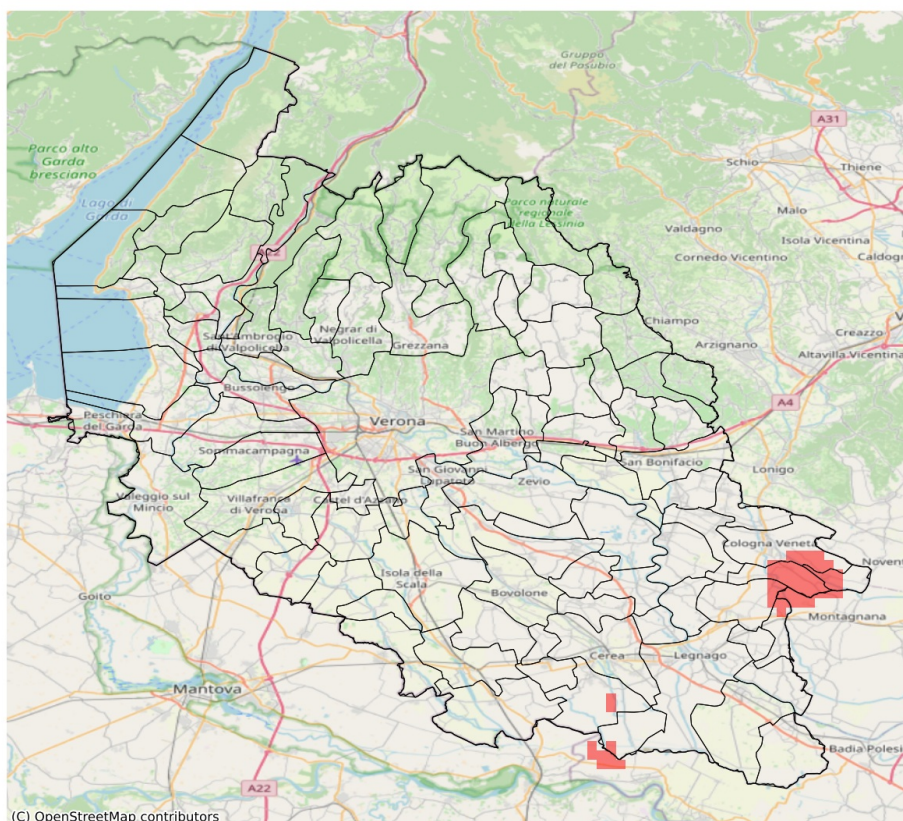 Gruppo
del Pasubio
A31
Schio
Thiene
Parco alto
Garda
bresciano
Lago di
Garda
Parco naturale
regionale
della Lessinia
Malo
Valdagno
Isola Vicentina
Cornedo Vicentino
Caldogn
A22
Chiampo
Sant'Ambrogio
di Valpolicella
Negrar di
Valpolicella
Grezzana
Arzignano
Creazzo
Altavilla Vicentina
Bussolengo
A4
Peschiera
del Garda
Verona
San Martino
Buon Albergo
Sommacampagna
San Giovanni
Lupatoto
San Bonifacio
Lonigo
Zevio
Valeggio sul
Mincio
Villafranca
di Verona
Castel d'Azzano
Cologna Veneta
Novent
Isola della
Scala
Goito
Bovolone
Montagnana
Cerea
Legnago
Mantova
Badia Polesi
A22
(C) OpenStreetMap contributors